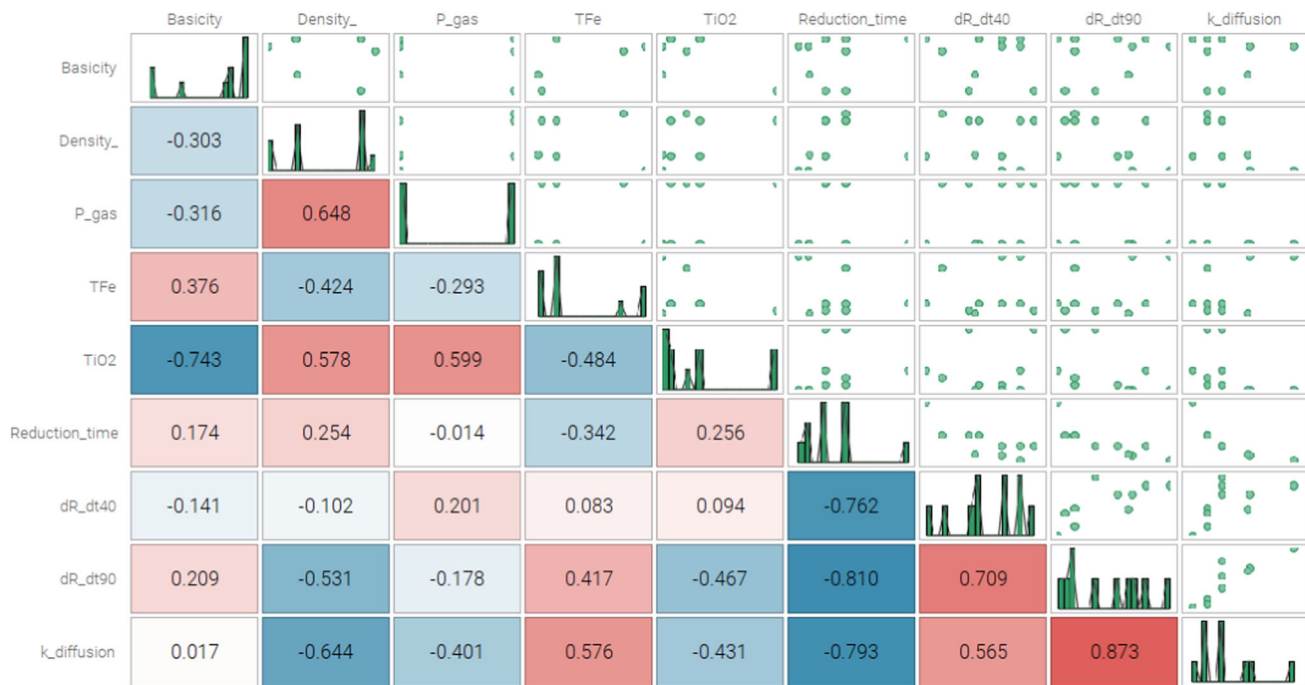 Basicity Density_ P_gas TFe TiO2 Reduction_time dR_dt40 dR_dt90 k_diffusion
Basicity
Density_ -0.303
P_gas -0.316 0.648
TFe 0.376 -0.424 -0.293
TiO2 -0.743 0.578 0.599 -0.484
Reduction_time 0.174 0.254 -0.014 -0.342 0.256
dR_dt40 -0.141 -0.102 0.201 0.083 0.094 -0.762
dR_dt90 0.209 -0.531 -0.178 0.417 -0.467 -0.810 0.709
k_diffusion 0.017 -0.644 -0.401 0.576 -0.431 -0.793 0.565 0.873